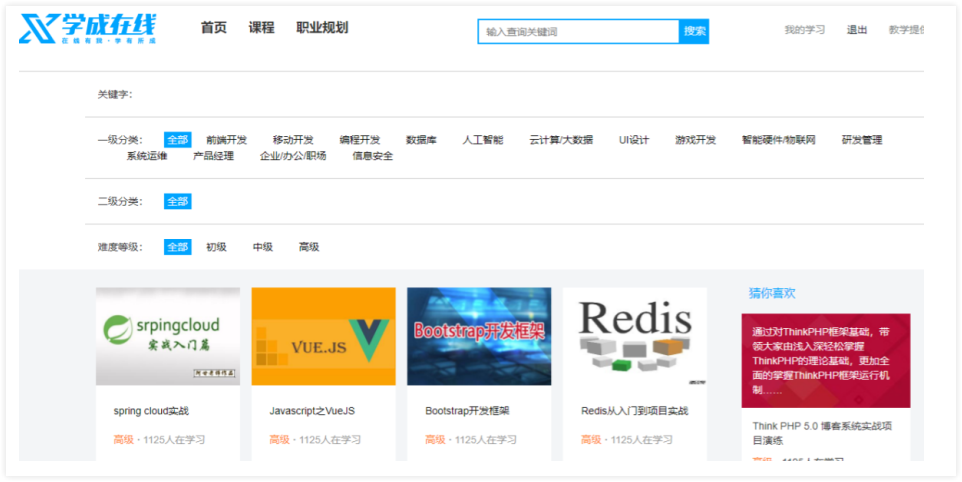 学成在线
在线有我·学有所成
首页 课程 职业规划
输入查询关键词 搜索
我的学习 退出 教学提供
关键字：
一级分类： 全部 前端开发 移动开发 编程开发 数据库 人工智能 云计算/大数据 UI设计 游戏开发 智能硬件/物联网 研发管理
系统运维 产品经理 企业/办公/职场 信息安全
二级分类： 全部
难度等级： 全部 初级 中级 高级
srpingcloud
实战入门篇
spring cloud实战
高级 · 1125人在学习
VUE.JS
Javascript之VueJS
高级 · 1125人在学习
Bootstrap开发框架
Bootstrap开发框架
高级 · 1125人在学习
Redis
Redis从入门到项目实战
高级 · 1125人在学习
猜你喜欢
通过对ThinkPHP框架基础，带
领大家由浅入深轻松掌握
ThinkPHP的理论基础，更加全
面的掌握ThinkPHP框架运行机
制……
Think PHP 5.0 博客系统实战项
目演练
高级 · 1125人在学习